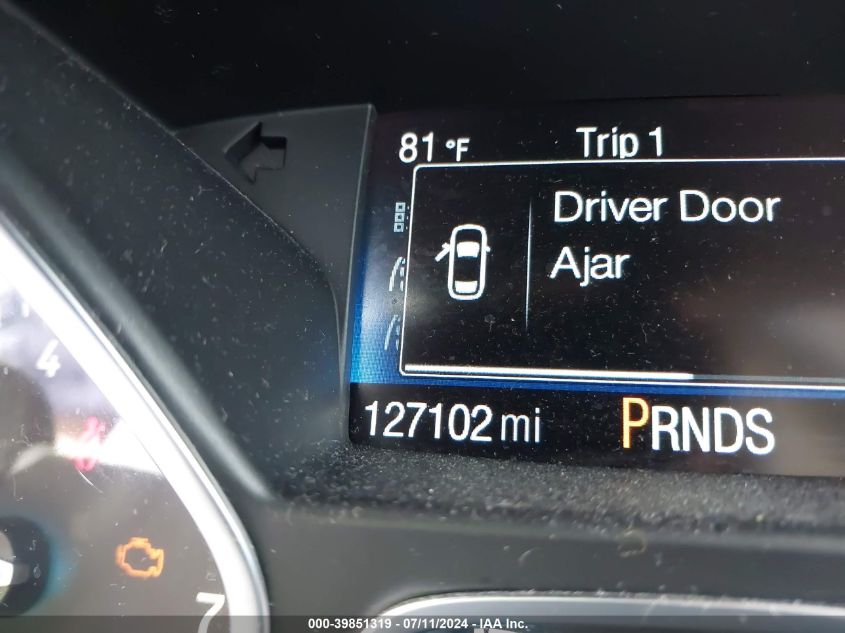 81 °F
Trip 1
Driver Door
Ajar
127102 mi
PRNDS
4
7
000-39851319 - 07/11/2024 - IAA Inc.